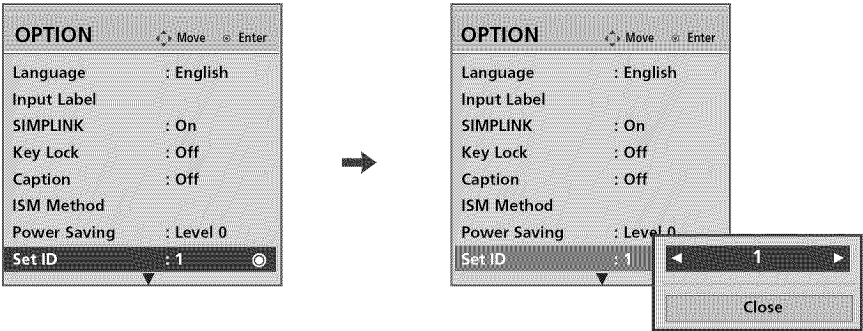 OPTION Move Enter
Language : English
Input Label
SIMPLINK : On
Key Lock : Off
Caption : Off
ISM Method
Power Saving : Level 0
Set ID : 1
OPTION Move Enter
Language : English
Input Label
SIMPLINK : On
Key Lock : Off
Caption : Off
ISM Method
Power Saving : Level 0
Set ID : 1
◄ 1 ►
Close